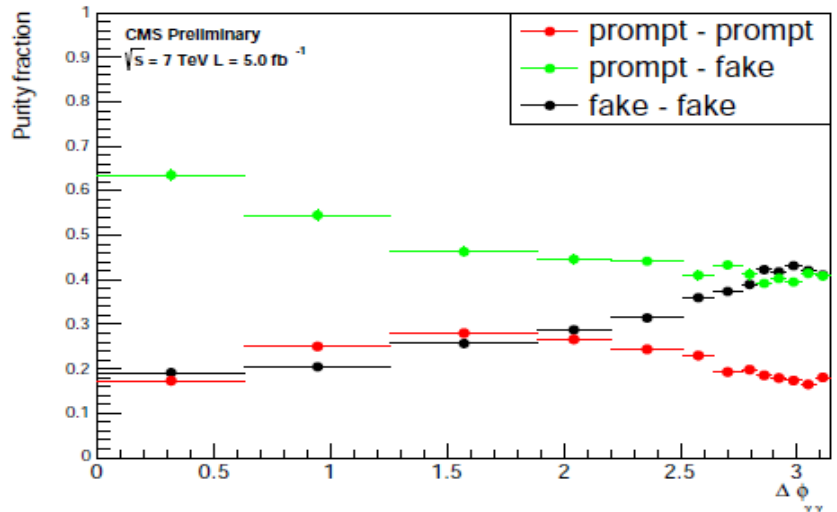 CMS Preliminary
√s = 7 TeV L = 5.0 fb⁻¹
prompt - prompt
prompt - fake
fake - fake
Purity fraction
1
0.9
0.8
0.7
0.6
0.5
0.4
0.3
0.2
0.1
0
0 0.5 1 1.5 2 2.5 3
Δ ϕγγ